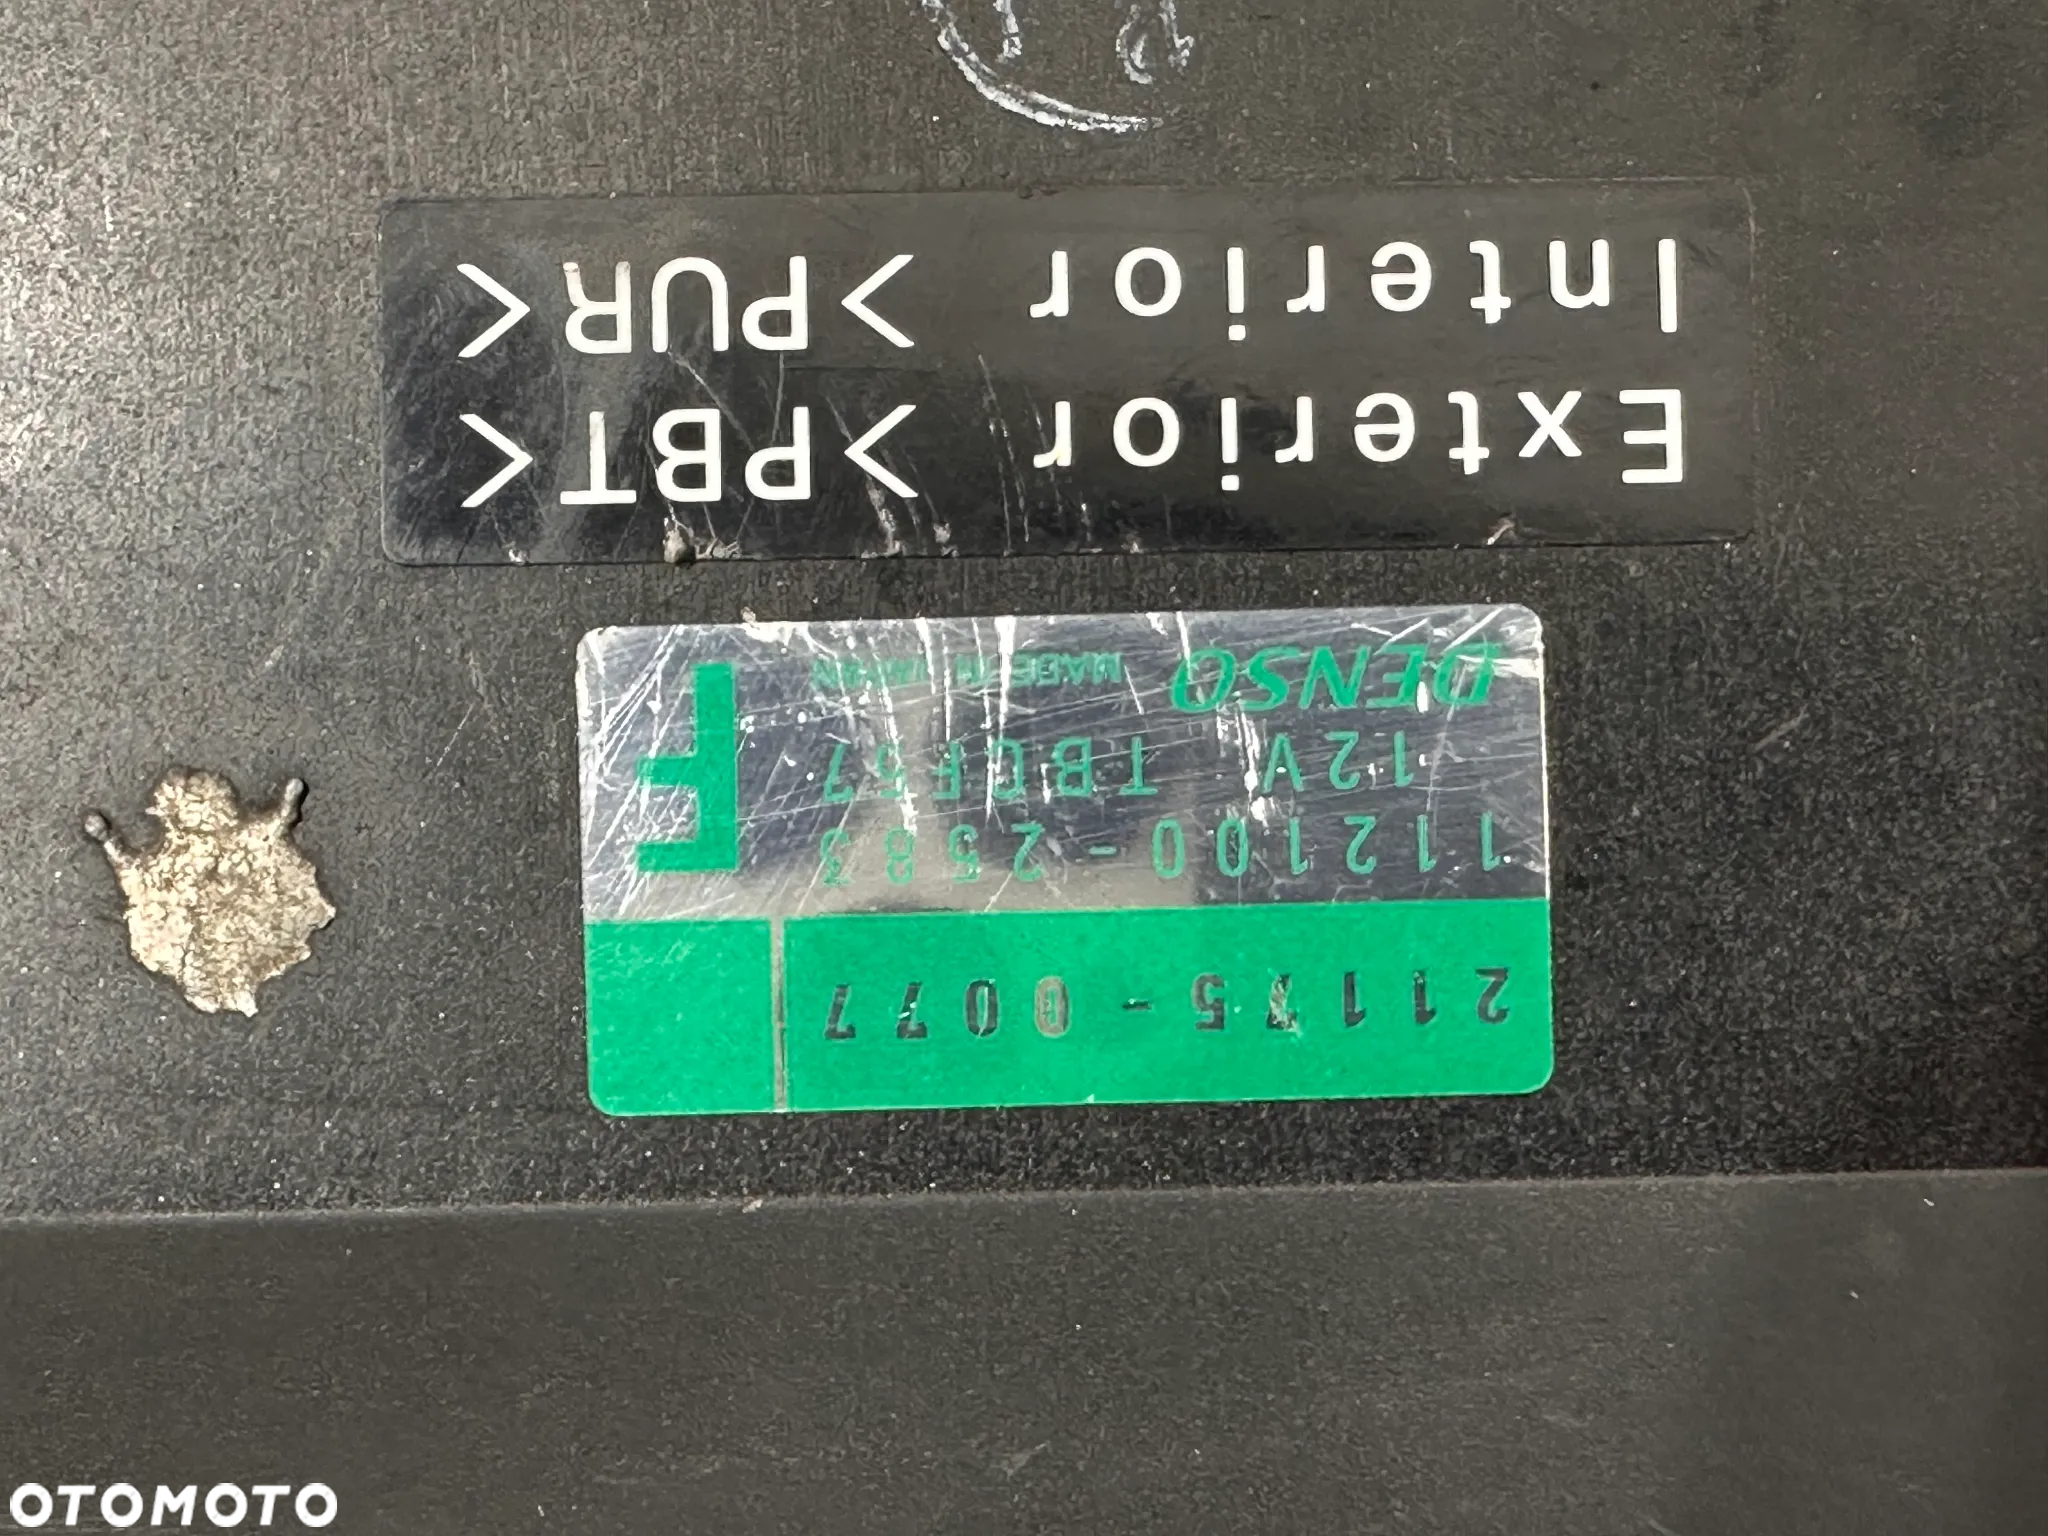 21175-0077
112100-2583
12V TBCF57
DENSO MADE IN JAPAN
F
Exterior >PBT<
Interior >PUR<
OTOMOTO